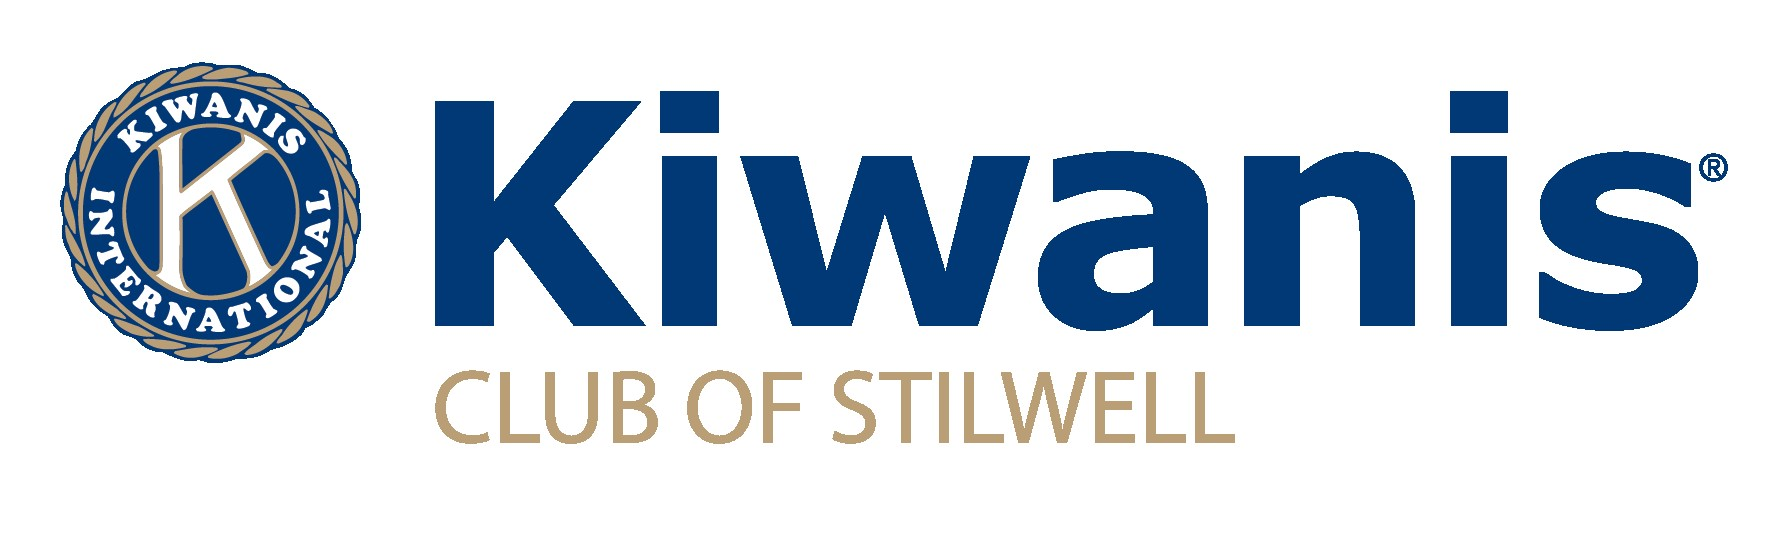 KIWANIS
K
INTERNATIONAL
Kiwanis®
CLUB OF STILWELL